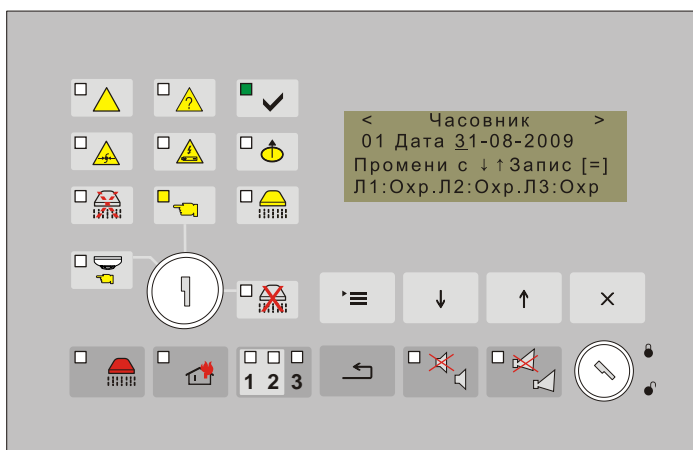 ?
< Часовник >
01 Дата 31-08-2009
Промени с ↓↑Запис [=]
Л1:Охр.Л2:Охр.Л3:Охр
1 2 3